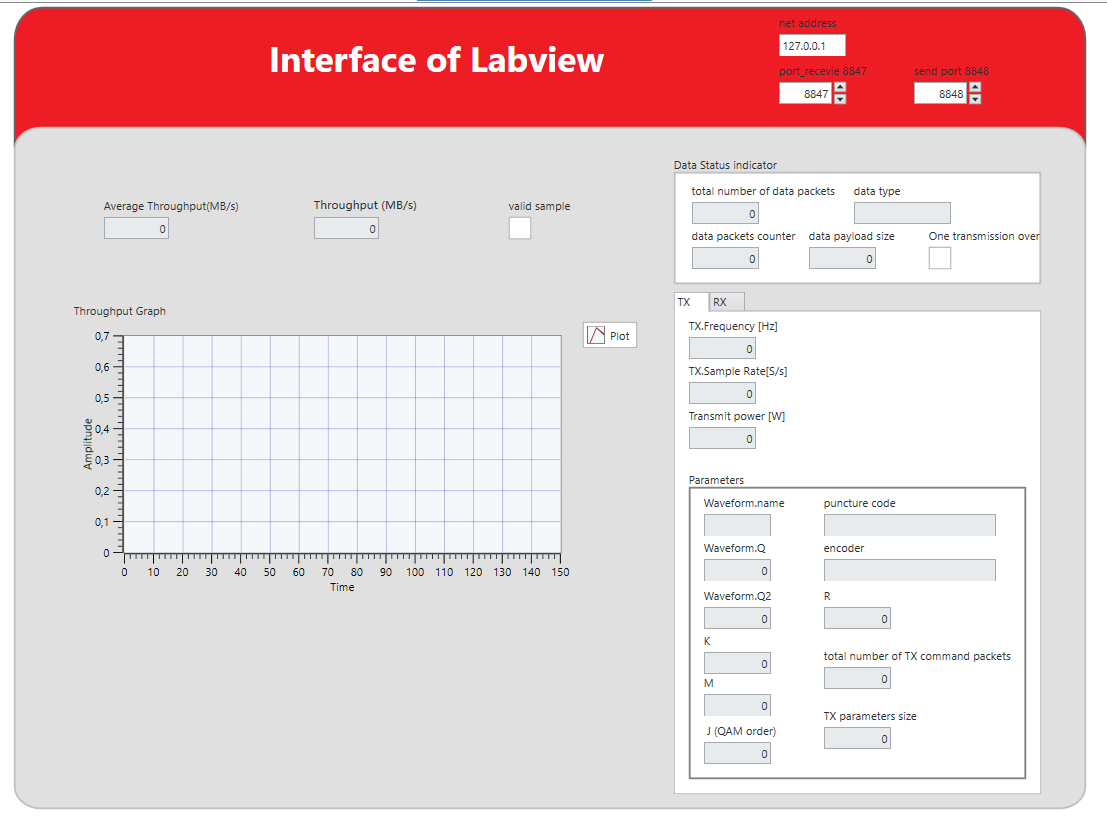 Interface of Labview
net address
127.0.0.1
port_recevie 8847
send port 8848
8847
8848
Data Status indicator
total number of data packets
data type
0
data packets counter
data payload size
One transmission over
0
0
Average Throughput(MB/s)
Throughput (MB/s)
valid sample
0
0
Throughput Graph
Plot
0,7
0,6
0,5
0,4
0,3
0,2
0,1
0
Amplitude
0 10 20 30 40 50 60 70 80 90 100 110 120 130 140 150
Time
TX
RX
TX.Frequency [Hz]
0
TX.Sample Rate[S/s]
0
Transmit power [W]
0
Parameters
Waveform.name
puncture code
Waveform.Q
encoder
0
Waveform.Q2
R
0
0
K
0
total number of TX command packets
0
M
0
TX parameters size
0
J (QAM order)
0